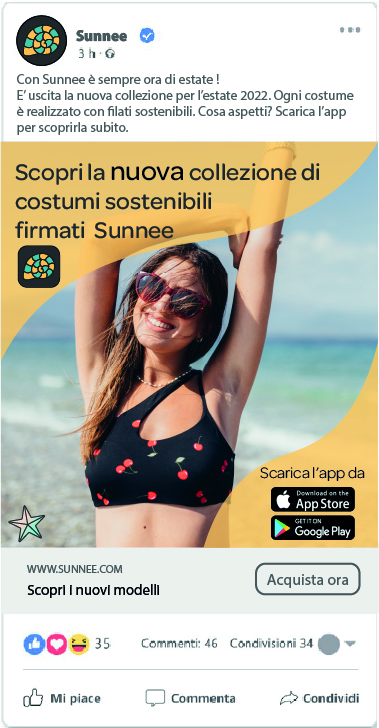 Sunnee
3 h ·
Con Sunnee è sempre ora di estate !
E' uscita la nuova collezione per l'estate 2022. Ogni costume
è realizzato con filati sostenibili. Cosa aspetti? Scarica l'app
per scoprirla subito.
Scopri la nuova collezione di
costumi sostenibili
firmati Sunnee
Scarica l'app da
Download on the
App Store
GET IT ON
Google Play
WWW.SUNNEE.COM
Scopri i nuovi modelli
Acquista ora
35 Commenti: 46 Condivisioni 34
Mi piace Commenta Condividi